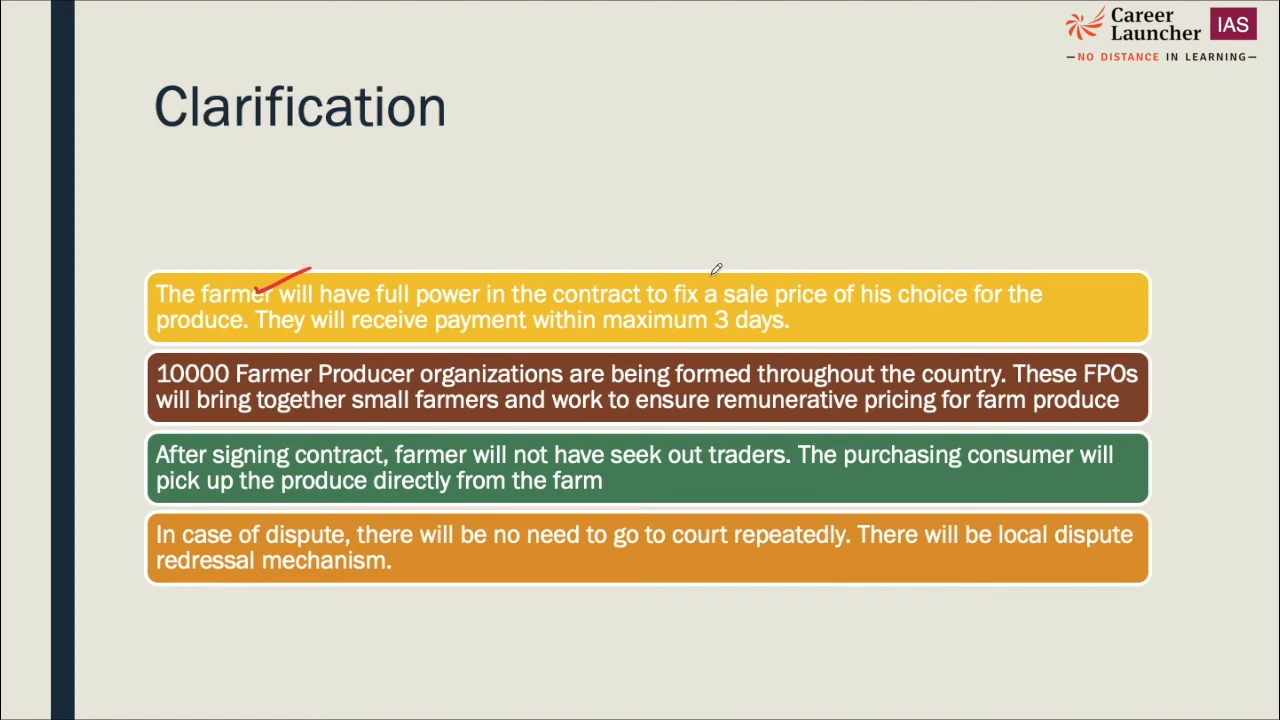 Career
Launcher
IAS
NO DISTANCE IN LEARNING
Clarification
The farmer will have full power in the contract to fix a sale price of his choice for the
produce. They will receive payment within maximum 3 days.
10000 Farmer Producer organizations are being formed throughout the country. These FPOs
will bring together small farmers and work to ensure remunerative pricing for farm produce
After signing contract, farmer will not have seek out traders. The purchasing consumer will
pick up the produce directly from the farm
In case of dispute, there will be no need to go to court repeatedly. There will be local dispute
redressal mechanism.